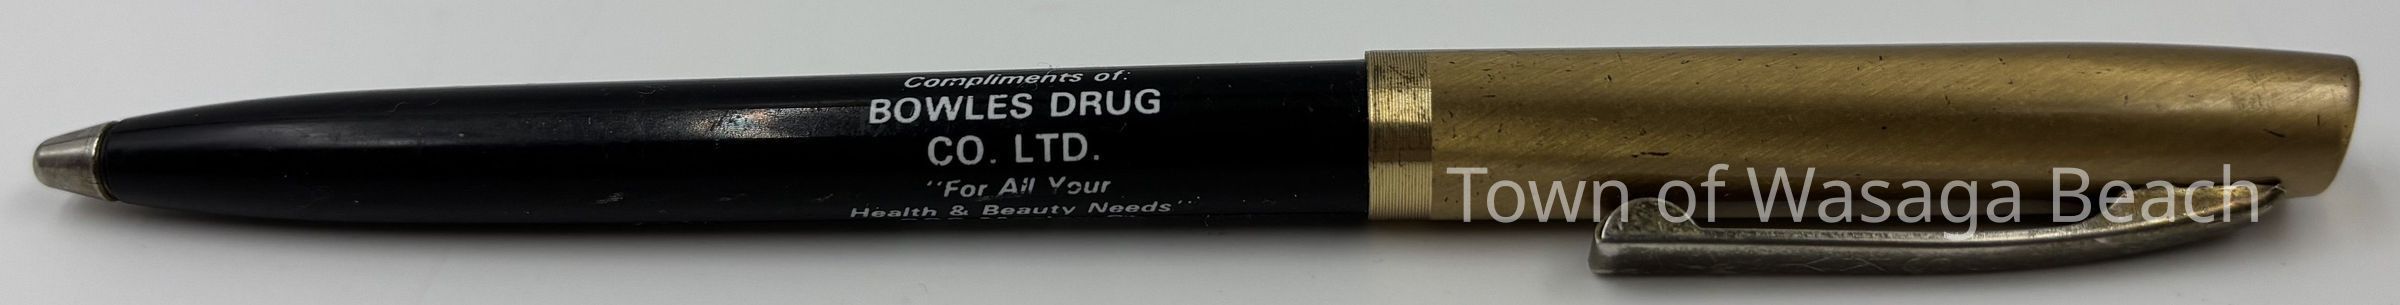 Compliments of:
BOWLES DRUG
CO. LTD.
"For All Your
Health & Beauty Needs"
Town of Wasaga Beach